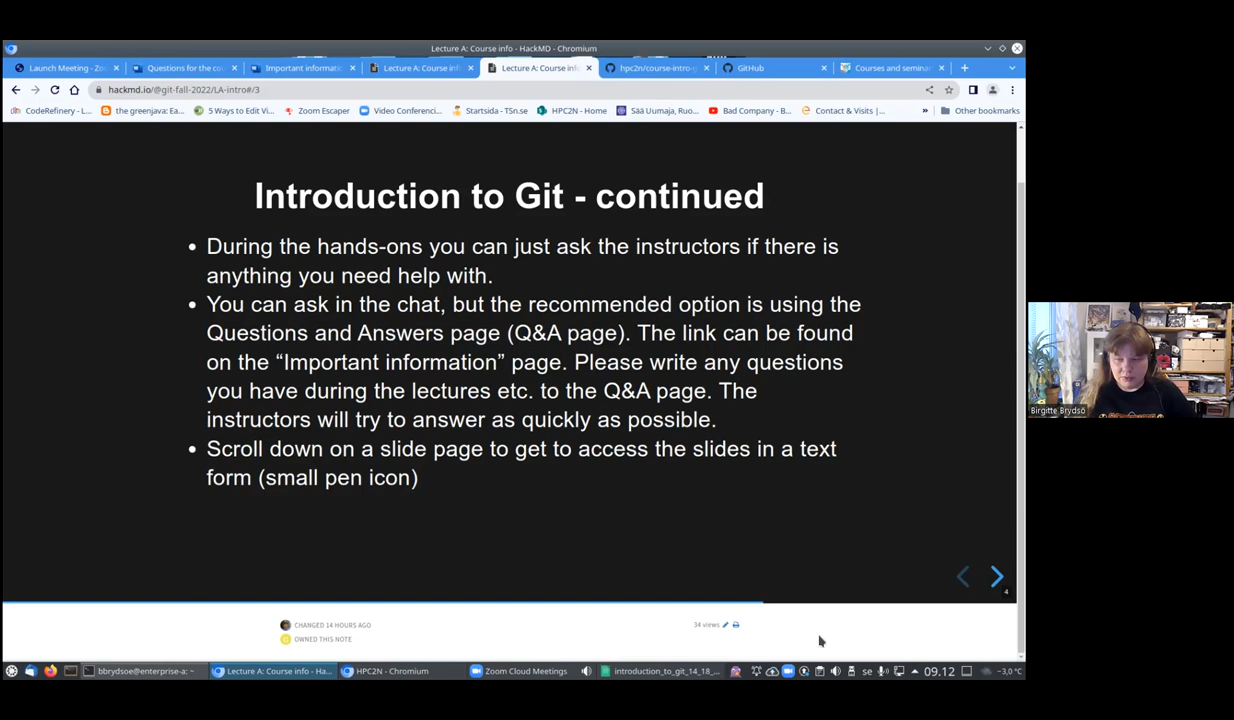 Lecture A: Course info - HackMD - Chromium
Launch Meeting - Zo
Questions for the co
Important informati
Lecture A: Course inf
Lecture A: Course inf
hpc2n/course-intro-g
GitHub
Courses and semina
hackmd.io/@git-fall-2022/LA-intro#/3
CodeRefinery - L...
the greenjava: Ea...
5 Ways to Edit V...
Zoom Escaper
Video Conferenci...
Startsida - TSn.se
HPC2N - Home
Sää Uumaja, Ruo...
Bad Company - B...
Contact & Visits |...
»
Other bookmarks
Introduction to Git - continued
• During the hands-ons you can just ask the instructors if there is
anything you need help with.
• You can ask in the chat, but the recommended option is using the
Questions and Answers page (Q&A page). The link can be found
on the “Important information” page. Please write any questions
you have during the lectures etc. to the Q&A page. The
instructors will try to answer as quickly as possible.
• Scroll down on a slide page to get to access the slides in a text
form (small pen icon)
4
Birgitte Brydsö
CHANGED 14 HOURS AGO
34 views
OWNED THIS NOTE
bbrydsoe@enterprise-a: ~
Lecture A: Course info - Ha...
HPC2N - Chromium
Zoom Cloud Meetings
introduction_to_git_14_18_...
se
09.12
-3,0 °C